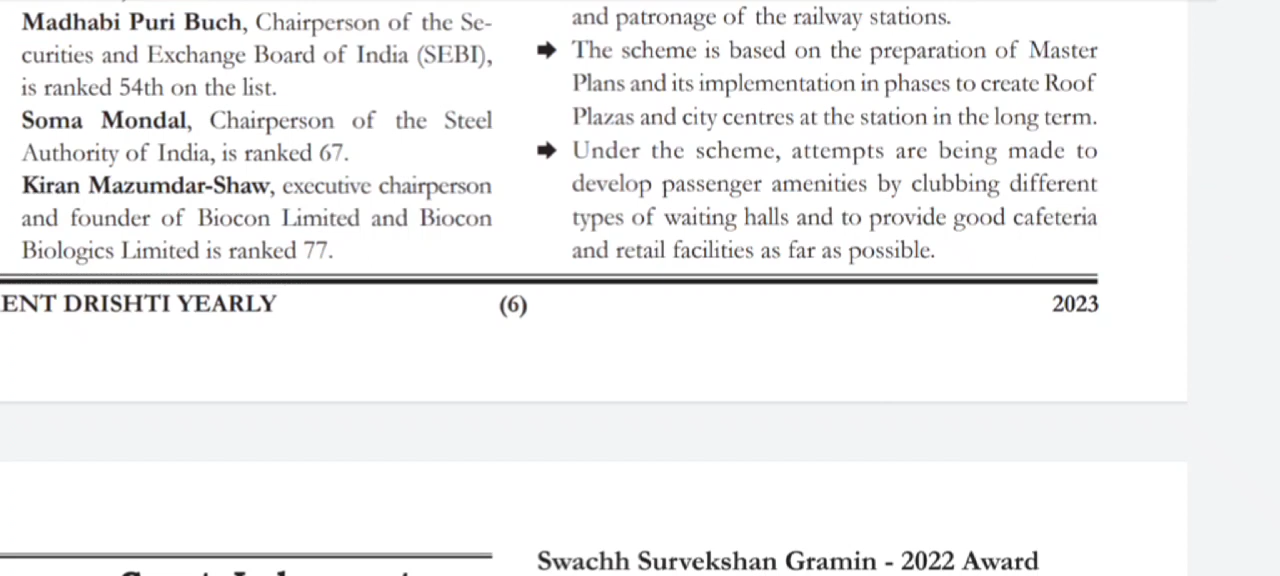 Madhabi Puri Buch, Chairperson of the Se-
curities and Exchange Board of India (SEBI),
is ranked 54th on the list.
Soma Mondal, Chairperson of the Steel
Authority of India, is ranked 67.
Kiran Mazumdar-Shaw, executive chairperson
and founder of Biocon Limited and Biocon
Biologics Limited is ranked 77.
and patronage of the railway stations.
➡ The scheme is based on the preparation of Master
Plans and its implementation in phases to create Roof
Plazas and city centres at the station in the long term.
➡ Under the scheme, attempts are being made to
develop passenger amenities by clubbing different
types of waiting halls and to provide good cafeteria
and retail facilities as far as possible.
ENT DRISHTI YEARLY (6) 2023
Swachh Survekshan Gramin - 2022 Award